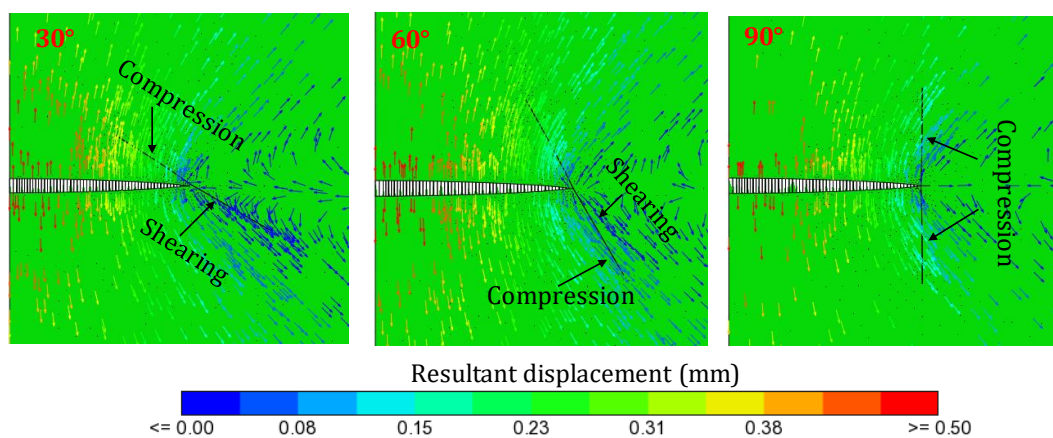 30°
Compression
Shearing
60°
Shearing
Compression
90°
Compression
Resultant displacement (mm)
<= 0.00 0.08 0.15 0.23 0.31 0.38 >= 0.50